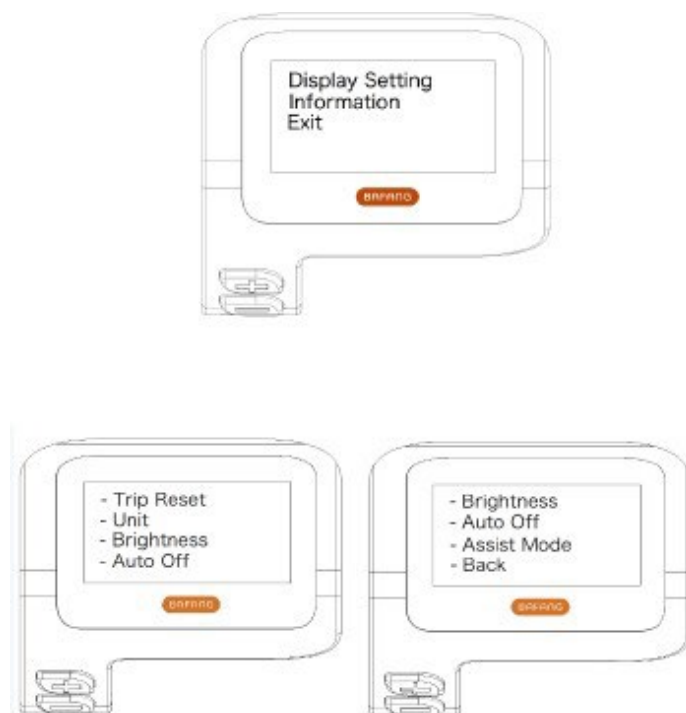 Display Setting
Information
Exit
BAFANG
- Trip Reset
- Unit
- Brightness
- Auto Off
BAFANG
- Brightness
- Auto Off
- Assist Mode
- Back
BAFANG